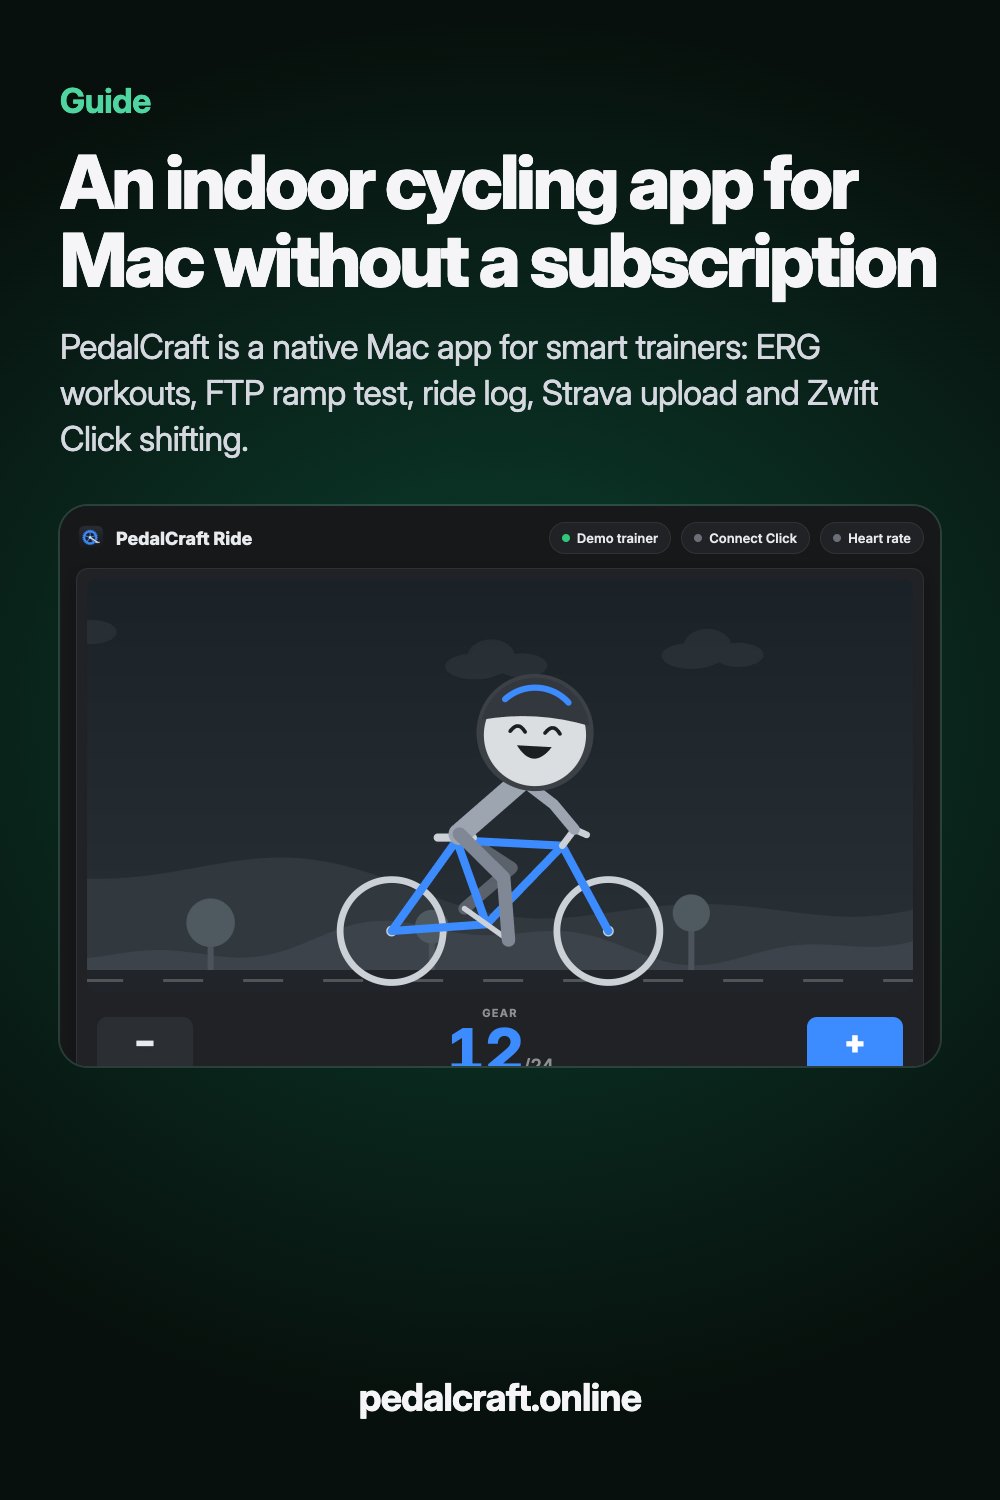 Guide
An indoor cycling app for
Mac without a subscription
PedalCraft is a native Mac app for smart trainers: ERG
workouts, FTP ramp test, ride log, Strava upload and Zwift
Click shifting.
PedalCraft Ride
Demo trainer
Connect Click
Heart rate
GEAR
− 12/24 +
pedalcraft.online